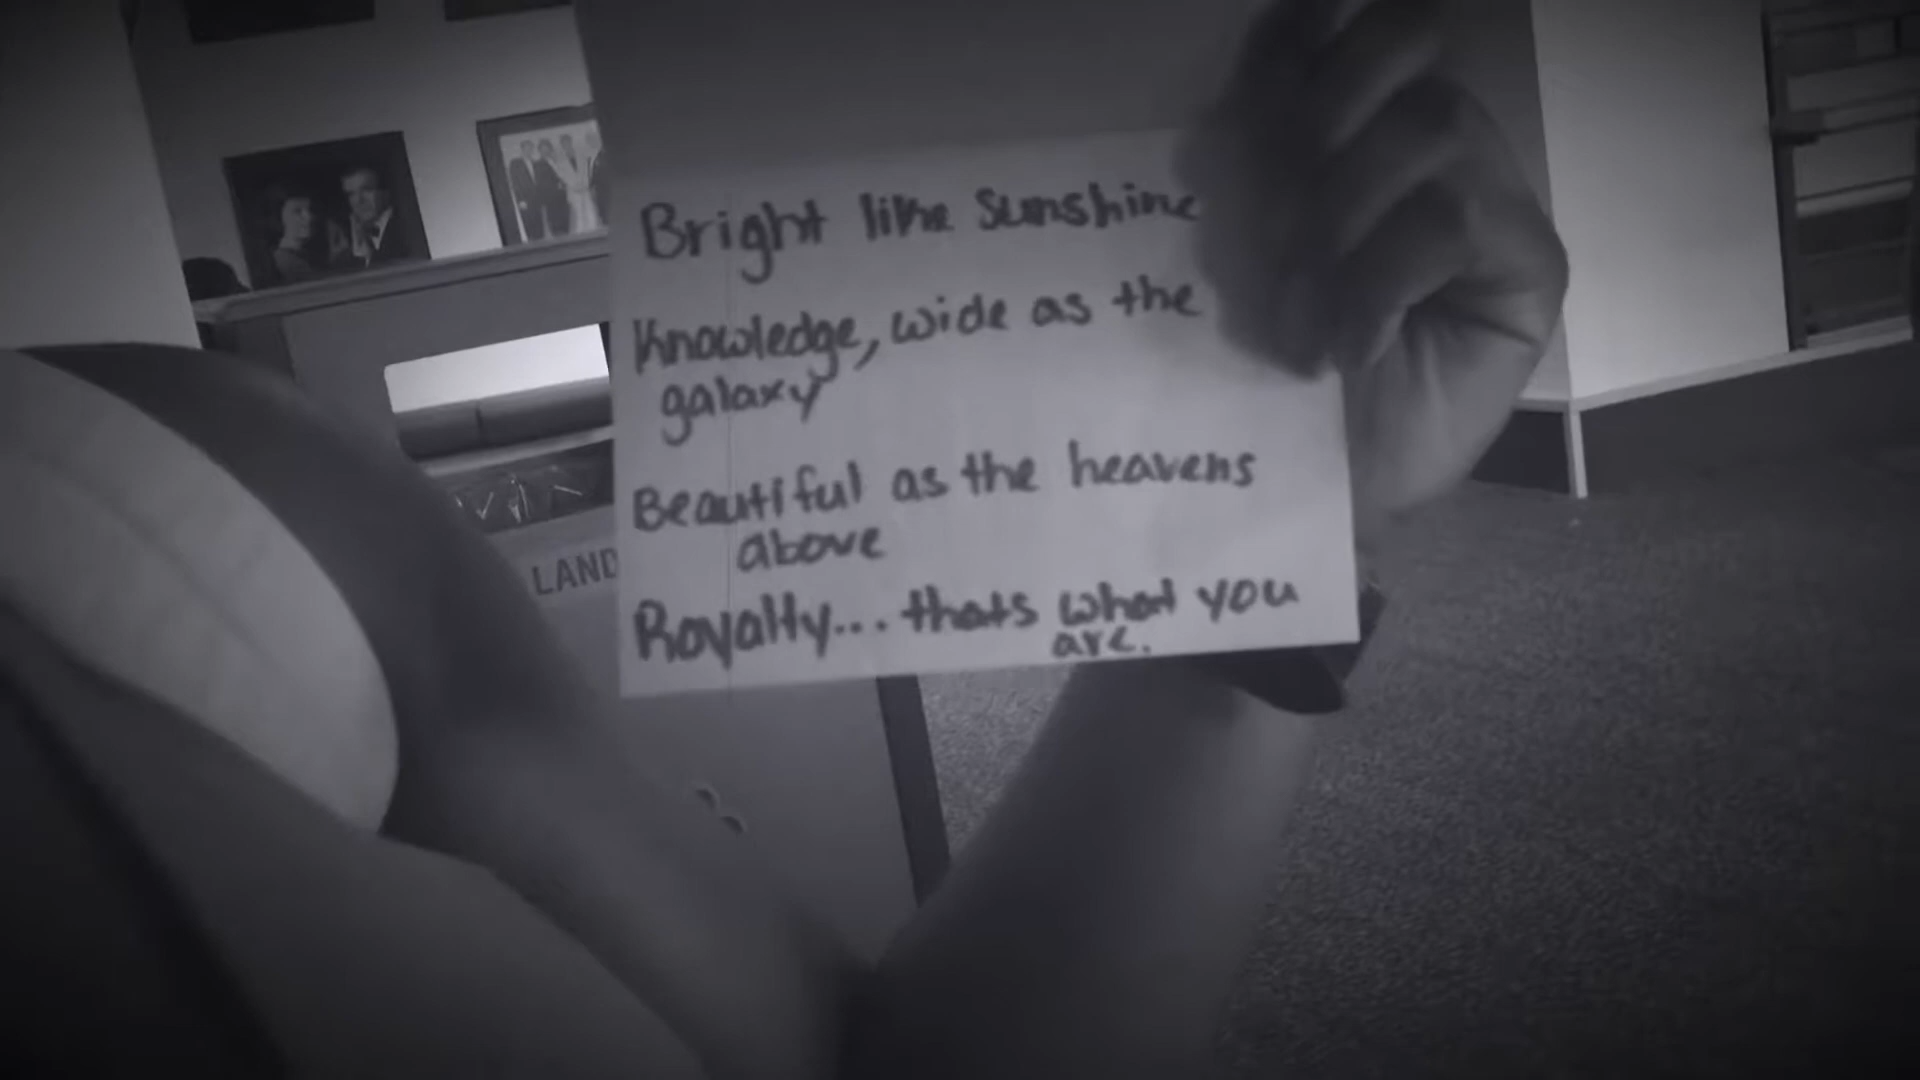 Bright like Sunshine
Knowledge, wide as the
galaxy
Beautiful as the heavens
above
Royalty... thats what you
are.
LAND